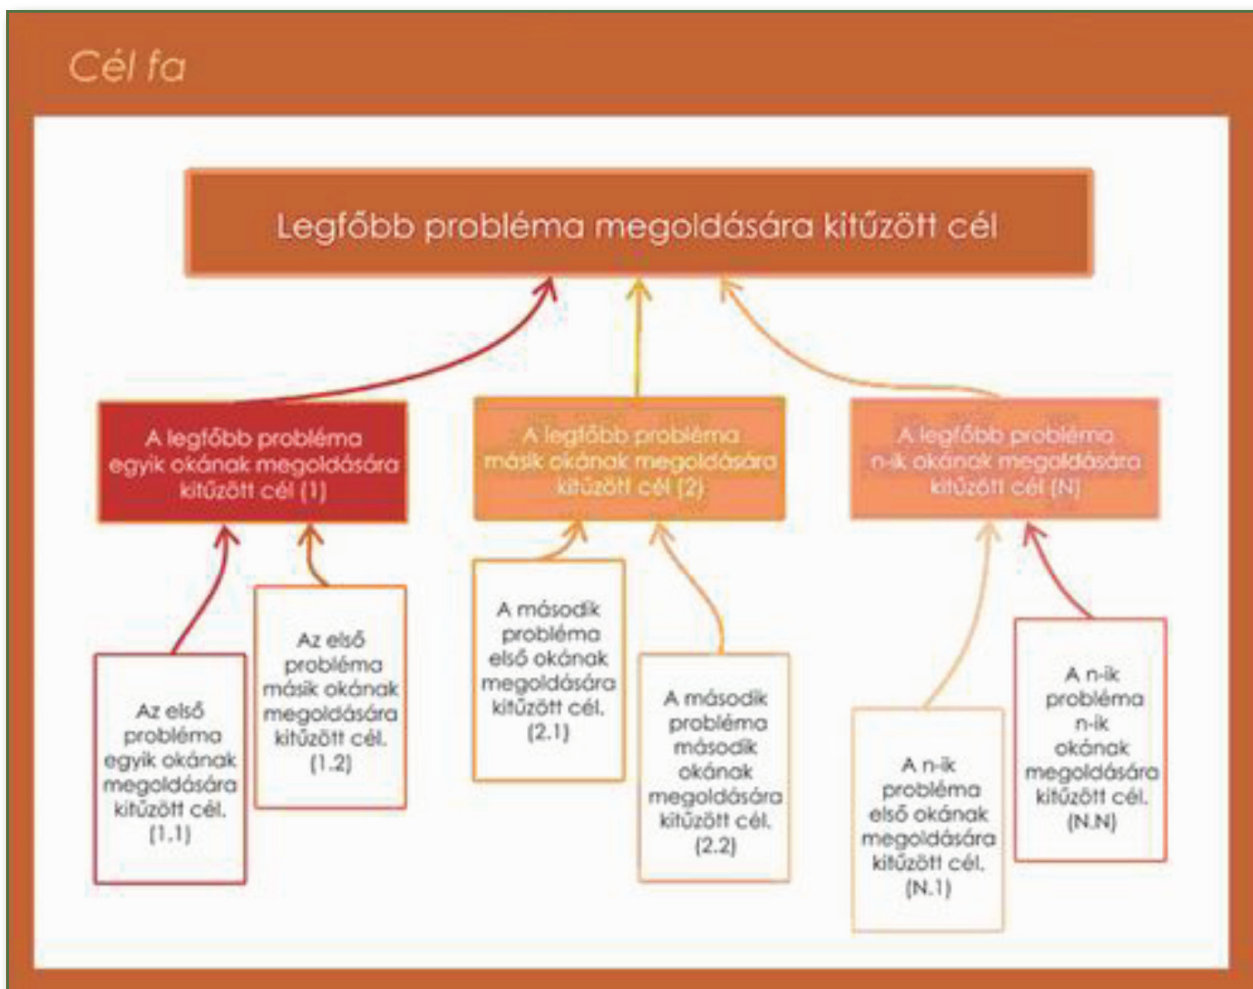 Cél fa
Legfőbb probléma megoldására kitűzött cél
A legfőbb probléma
egyik okának megoldására
kitűzött cél (1)
A legfőbb probléma
másik okának megoldására
kitűzött cél (2)
A legfőbb probléma
n-ik okának megoldására
kitűzött cél (N)
Az első
probléma
egyik okának
megoldására
kitűzött cél.
(1.1)
Az első
probléma
másik okának
megoldására
kitűzött cél.
(1.2)
A második
probléma
első okának
megoldására
kitűzött cél.
(2.1)
A második
probléma
második
okának
megoldására
kitűzött cél.
(2.2)
A n-ik
probléma
első okának
megoldására
kitűzött cél.
(N.1)
A n-ik
probléma
n-ik
okának
megoldására
kitűzött cél.
(N.N)